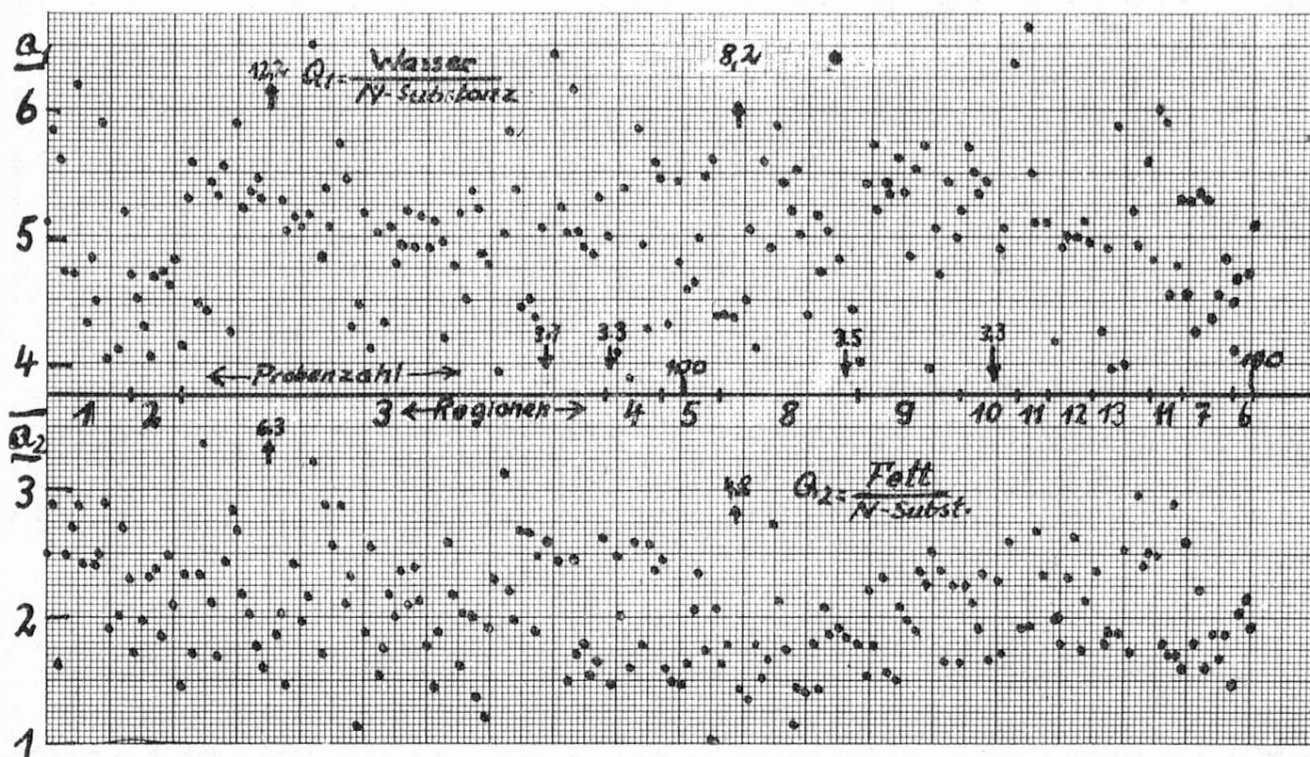 Q1
12,2 Q1 = Wasser / N-Substanz
8,2
6
5
4
3.7 3.3 3.5 3.3
← Probenzahl → 100 190
1 2 3 ← Regionen → 4 5 8 9 10 11 12 13 11 7 6
Q2
6.3
3
4,8 Q2 = Fett / N-Subst.
2
1